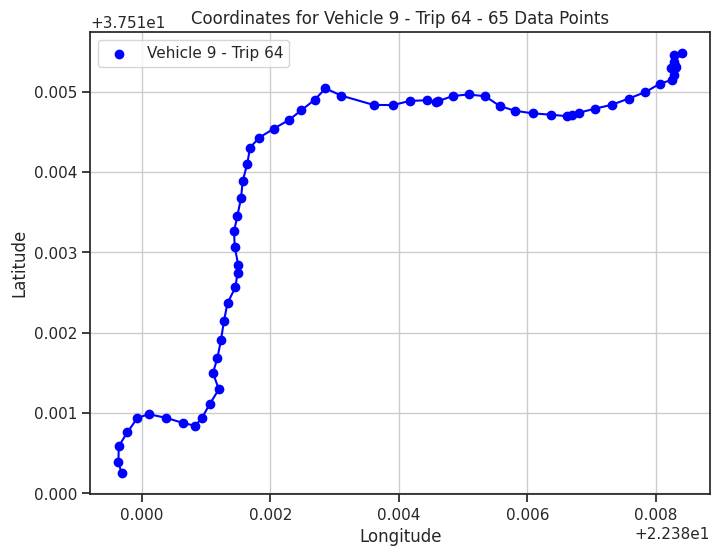 Coordinates for Vehicle 9 - Trip 64 - 65 Data Points
+3.751e1
Vehicle 9 - Trip 64
0.005
0.004
0.003
0.002
0.001
0.000
Latitude
0.000 0.002 0.004 0.006 0.008
Longitude
+2.238e1